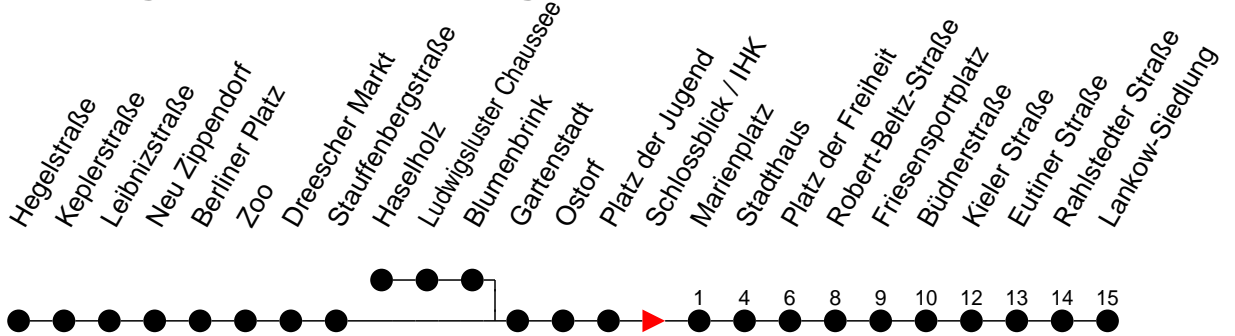 Hegelstraße
Keplerstraße
Leibnizstraße
Neu Zippendorf
Berliner Platz
Zoo
Dreescher Markt
Stauffenbergstraße
Haselholz
Ludwigsluster Chaussee
Blumenbrink
Gartenstadt
Ostorf
Platz der Jugend
Schlossblick / IHK
Marienplatz
Stadthaus
Platz der Freiheit
Robert-Beltz-Straße
Friesensportplatz
Büdnerstraße
Kieler Straße
Eutiner Straße
Rahlstedter Straße
Lankow-Siedlung
1 4 6 8 9 10 12 13 14 15